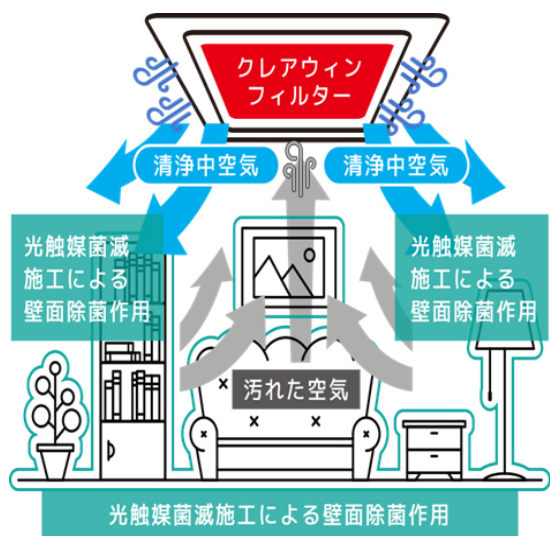 クレアウィン
フィルター
清浄中空気
清浄中空気
光触媒菌滅
施工による
壁面除菌作用
光触媒菌滅
施工による
壁面除菌作用
汚れた空気
光触媒菌滅施工による壁面除菌作用